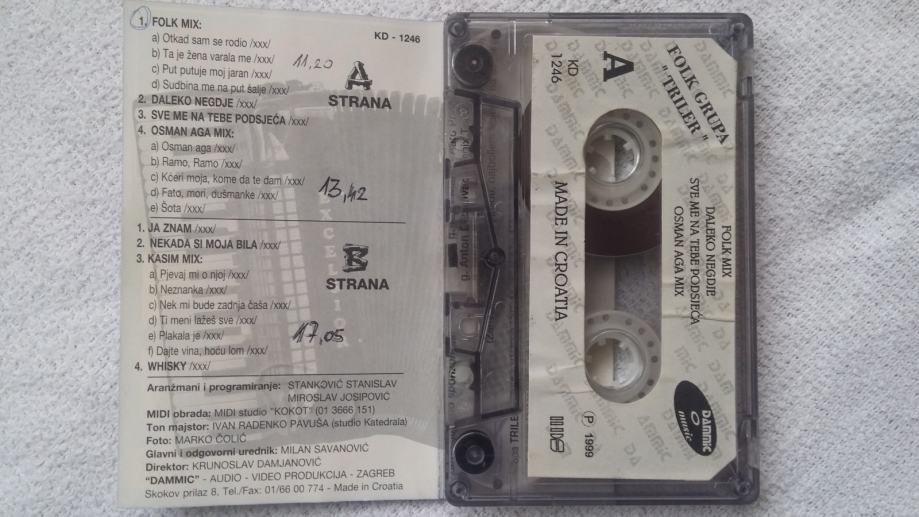 1. FOLK MIX:
KD - 1246
a) Otkad sam se rodio /xxx/
b) Ta je žena varala me /xxx/
11,20
c) Put putuje moj jaran /xxx/
d) Sudbina me na put šalje /xxx/
A
STRANA
2. DALEKO NEGDJE /xxx/
3. SVE ME NA TEBE PODSJEĆA /xxx/
4. OSMAN AGA MIX:
a) Osman aga /xxx/
b) Ramo, Ramo /xxx/
c) Kćeri moja, kome da te dam /xxx/
13,42
d) Fato, mori, dušmanke /xxx/
e) Šota /xxx/
1. JA ZNAM /xxx/
2. NEKADA SI MOJA BILA /xxx/
3. KASIM MIX:
B
STRANA
a) Pjevaj mi o njoj /xxx/
b) Neznanka /xxx/
c) Nek mi bude zadnja čaša /xxx/
d) Ti meni lažeš sve /xxx/
e) Plakala je /xxx/
17,05
f) Dajte vina, hoću lom /xxx/
4. WHISKY /xxx/
Aranžmani i programiranje: STANKOVIĆ STANISLAV
MIROSLAV JOSIPOVIĆ
MIDI obrada: MIDI studio "KOKOT" (01 3666 151)
Ton majstor: IVAN RADENKO PAVUŠA (studio Katedrala)
Foto: MARKO ČOLIĆ
Glavni i odgovorni urednik: MILAN SAVANOVIĆ
Direktor: KRUNOSLAV DAMJANOVIĆ
"DAMMIC" - AUDIO - VIDEO PRODUKCIJA - ZAGREB
Skokov prilaz 8, Tel./Fax: 01/66 00 774 - Made in Croatia
FOLK GRUPA
" TRILER "
A
KD
1246
FOLK MIX
DALEKO NEGDJE
SVE ME NA TEBE PODSJEĆA
OSMAN AGA MIX
MADE IN CROATIA
Ⓟ 1999
DAMMIC
music